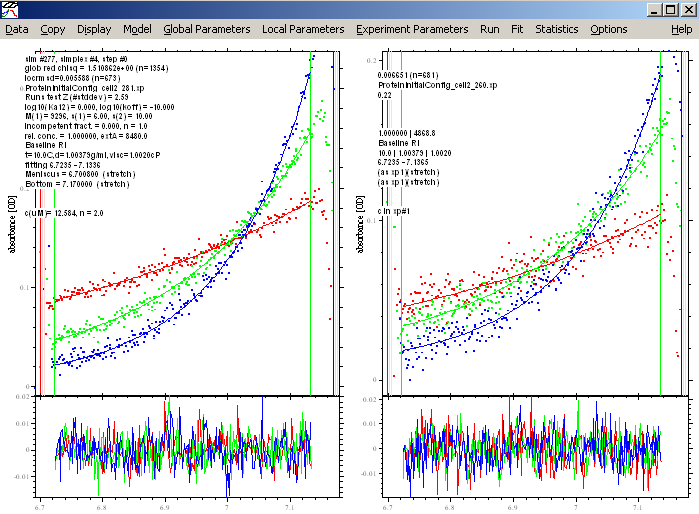 Data Copy Display Model Global Parameters Local Parameters Experiment Parameters Run Fit Statistics Options Help
sim #277, simplex #4, step #0
glob red chisq = 1.510862e+00 (n=1354)
locrmsd=0.005588 (n=673)
ProteinInitialConfig_cell2_281.xp
Runs test Z (#stddev) = 2.59
log10(Ka12) = 0.000, log10(koff) = -10.000
M(1) = 9296, s(1) = 6.00, s(2) = 10.00
incompetent fract. = 0.000, n = 1.0
rel. conc. = 1.000000, extA = 8480.0
Baseline RI
t=10.0C,d=1.00379g/ml,visc=1.0020cP
fitting 6.7235 - 7.1336
Meniscus = 6.700800 (stretch)
Bottom = 7.170000 (stretch)
c(uM)= 12.584, n = 2.0
absorbance [OD]
0.1
0
0.02
0.01
0
-0.01
6.7 6.8 6.9 7 7.1
0.2
0.006651 (n=681)
ProteinInitialConfig_cell2_260.xp
0.22
1.000000 | 4868.8
Baseline RI
10.0 | 1.00379 | 1.0020
6.7235 - 7.1365
(as xp1)(stretch)
(as xp1)(stretch)
c in xp#1
absorbance [OD]
0.1
0
0.02
0.01
0
-0.01
6.7 6.8 6.9 7 7.1